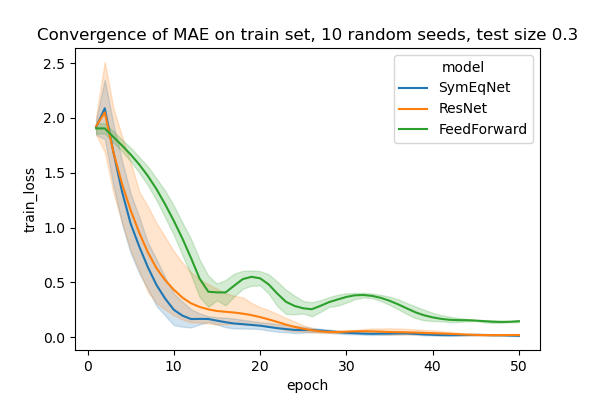 Convergence of MAE on train set, 10 random seeds, test size 0.3
model
SymEqNet
ResNet
FeedForward
train_loss
2.5
2.0
1.5
1.0
0.5
0.0
0
10
20
30
40
50
epoch